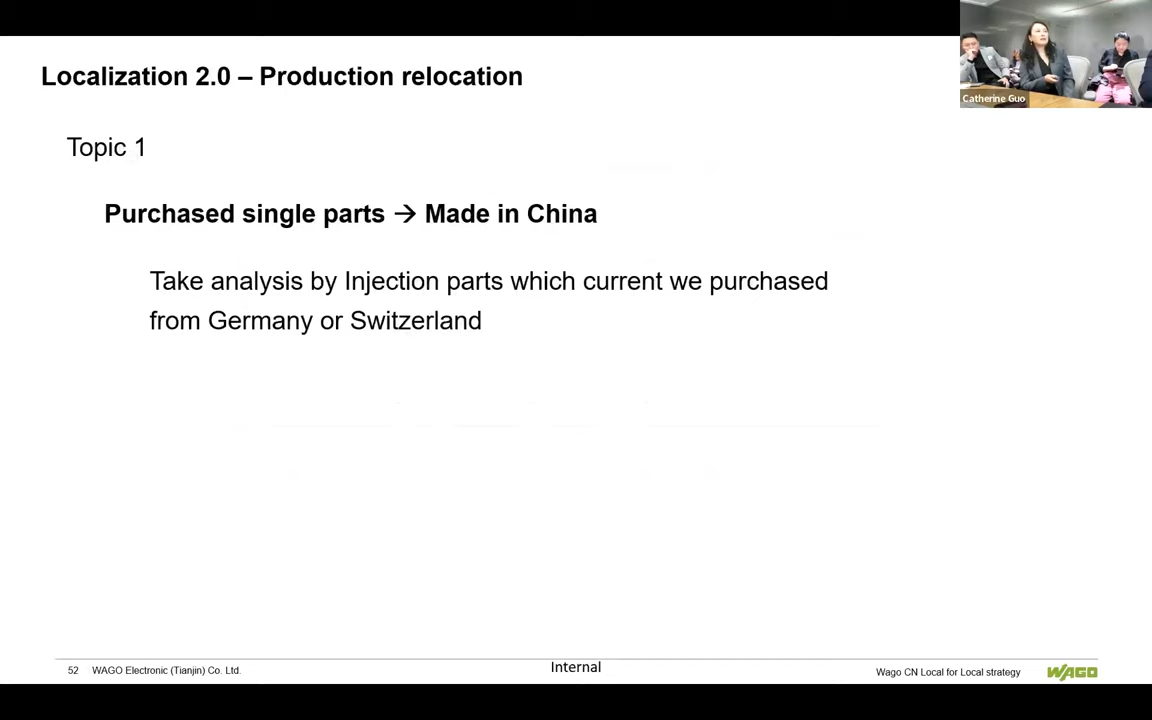 Localization 2.0 – Production relocation
Catherine Guo
Topic 1
Purchased single parts → Made in China
Take analysis by Injection parts which current we purchased
from Germany or Switzerland
52 WAGO Electronic (Tianjin) Co. Ltd.
Internal
Wago CN Local for Local strategy
WAGO